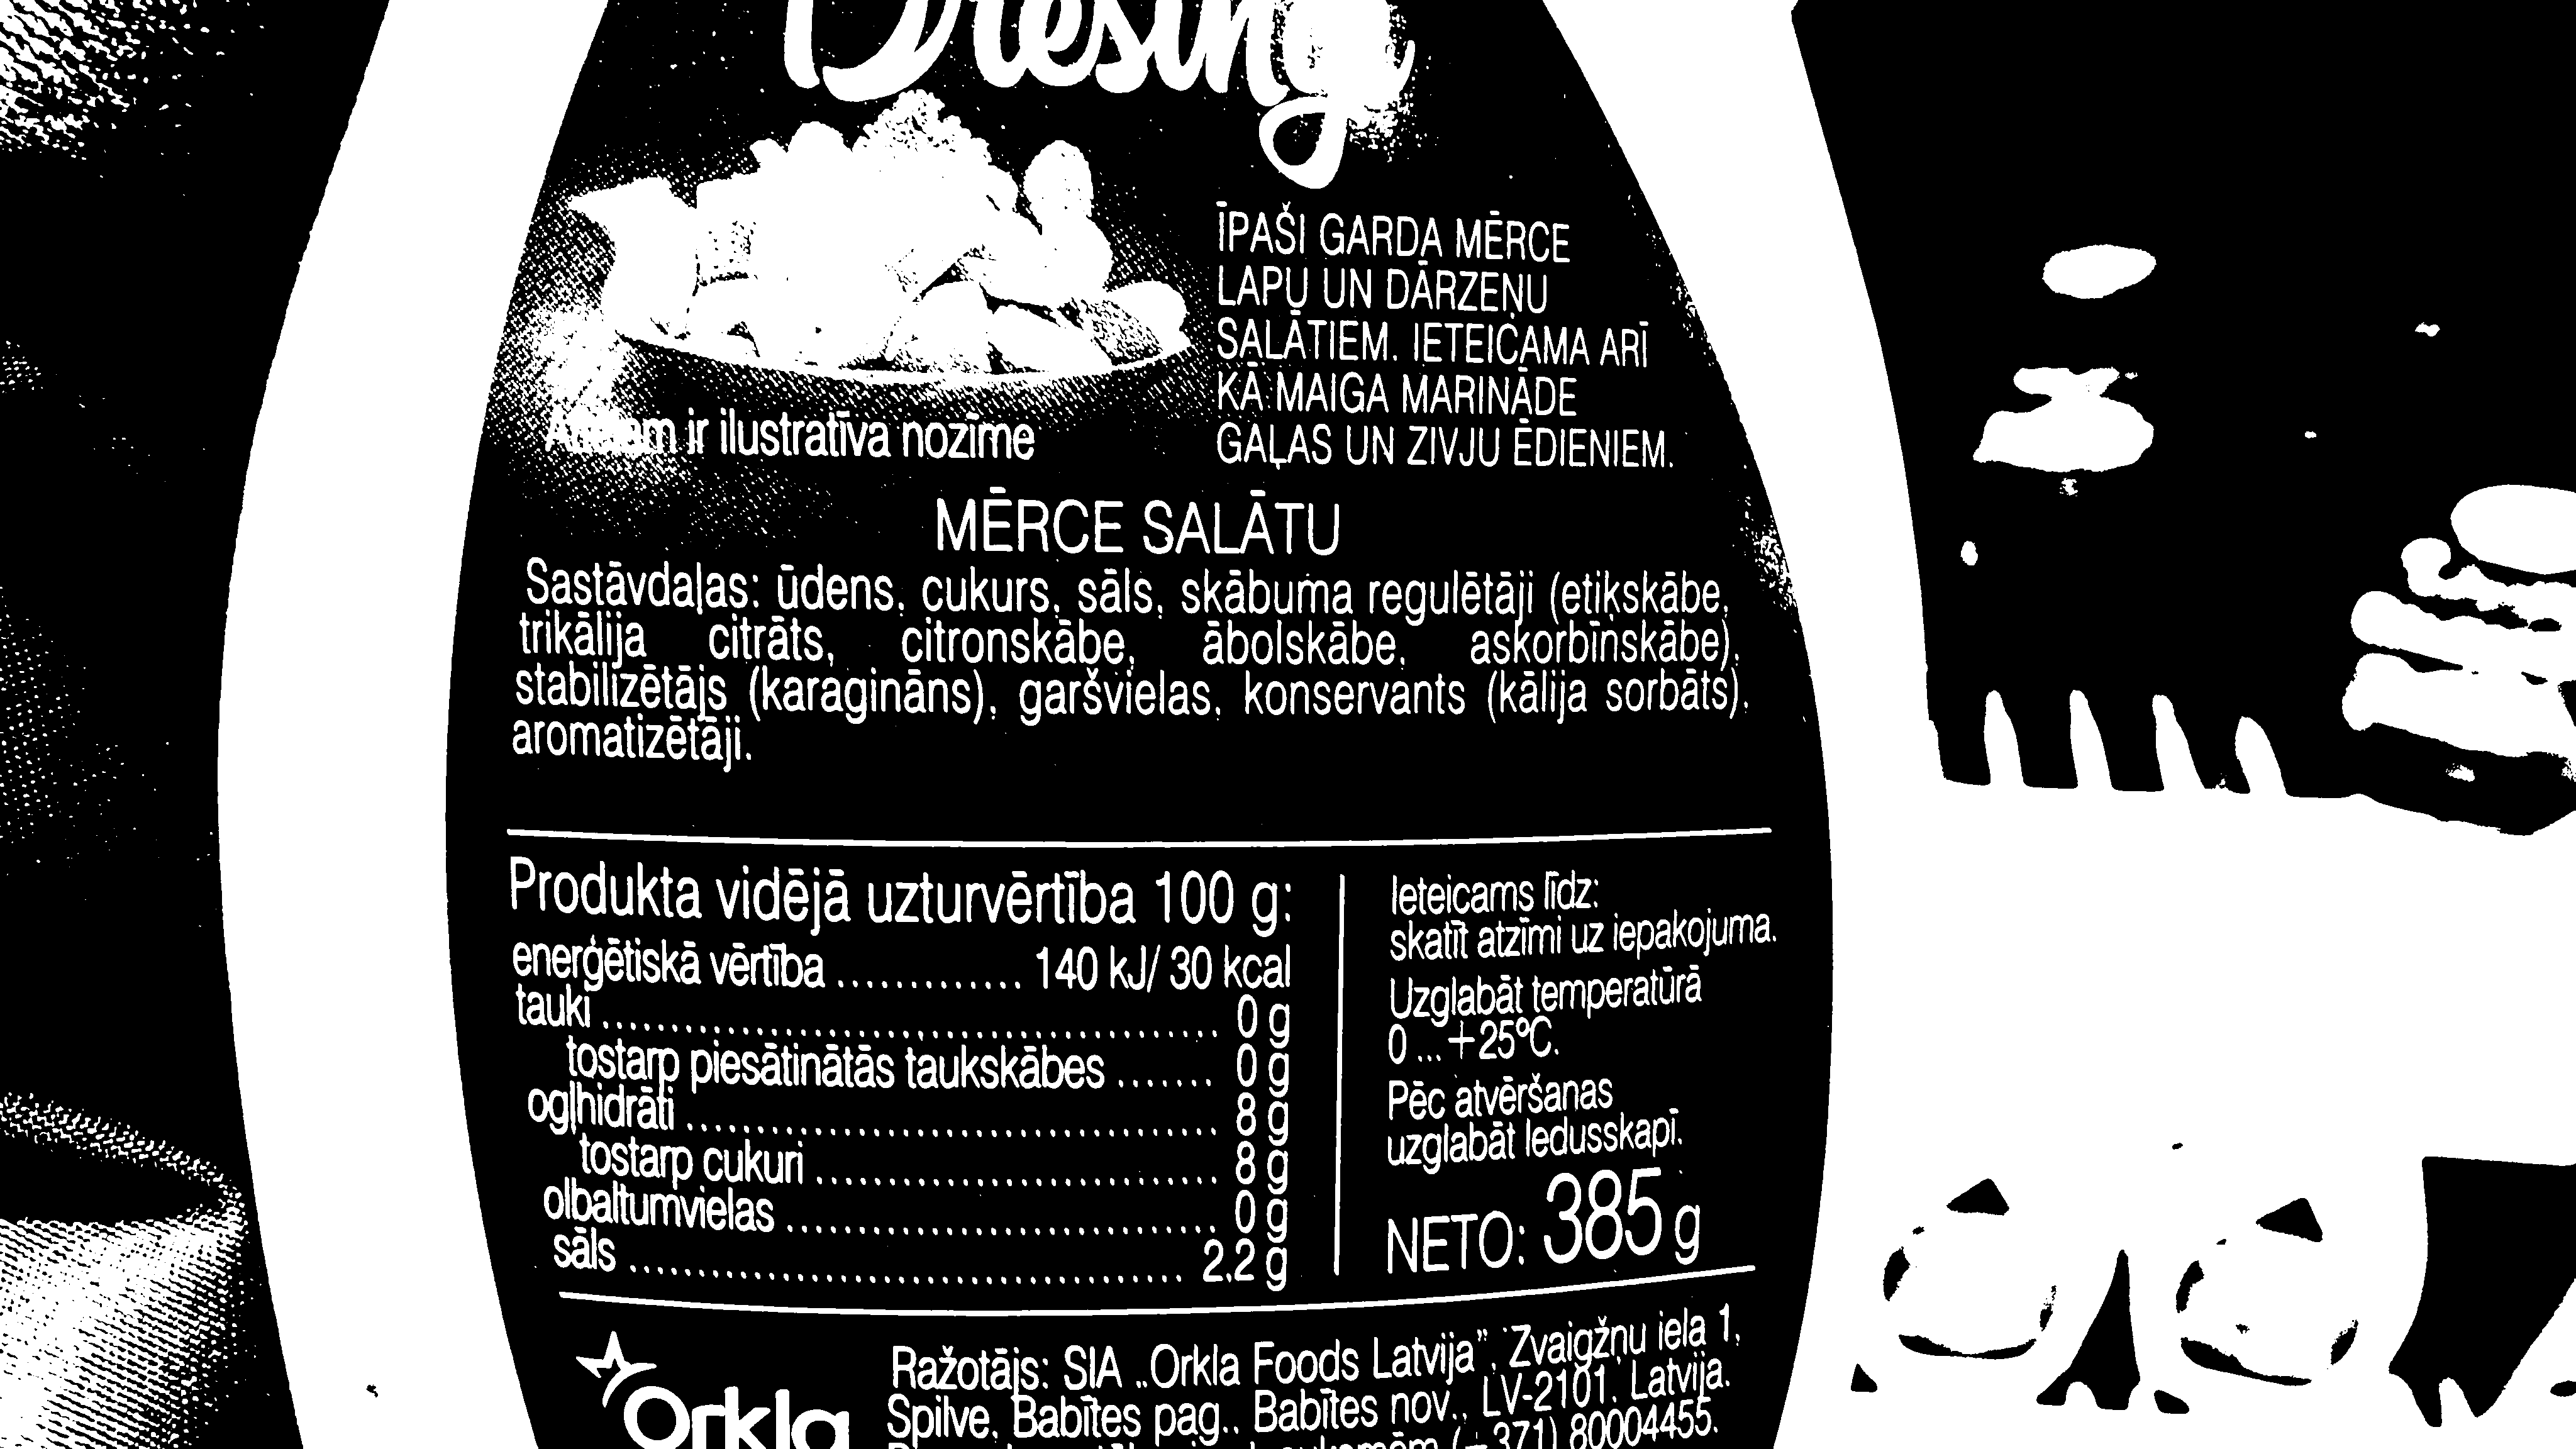 Dresing
ĪPAŠI GARDA MĒRCE
LAPU UN DĀRZEŅU
SALĀTIEM. IETEICAMA ARĪ
KĀ MAIGA MARINĀDE
GAĻAS UN ZIVJU ĒDIENIEM.
ir ilustratīva nozīme
MĒRCE SALĀTU
Sastāvdaļas: ūdens, cukurs, sāls, skābuma regulētāji (etiķskābe,
trikālija citrāts, citronskābe, ābolskābe, askorbīnskābe),
stabilizētājs (karagināns), garšvielas, konservants (kālija sorbāts),
aromatizētāji.
Produkta vidējā uzturvērtība 100 g:
enerģētiskā vērtība ............. 140 kJ/ 30 kcal
tauki ............................................. 0 g
tostarp piesātinātās taukskābes ....... 0 g
ogļhidrāti ....................................... 8 g
tostarp cukuri .............................. 8 g
olbaltumvielas ................................ 0 g
sāls ........................................ 2,2 g
Ieteicams līdz:
skatīt atzīmi uz iepakojuma.
Uzglabāt temperatūrā
0 ... +25°C.
Pēc atvēršanas
uzglabāt ledusskapī.
NETO: 385 g
Orkla
Ražotājs: SIA „Orkla Foods Latvija”, Zvaigžņu iela 1,
Spilve, Babītes pag., Babītes nov., LV-2101, Latvija.
(+371) 80004455.